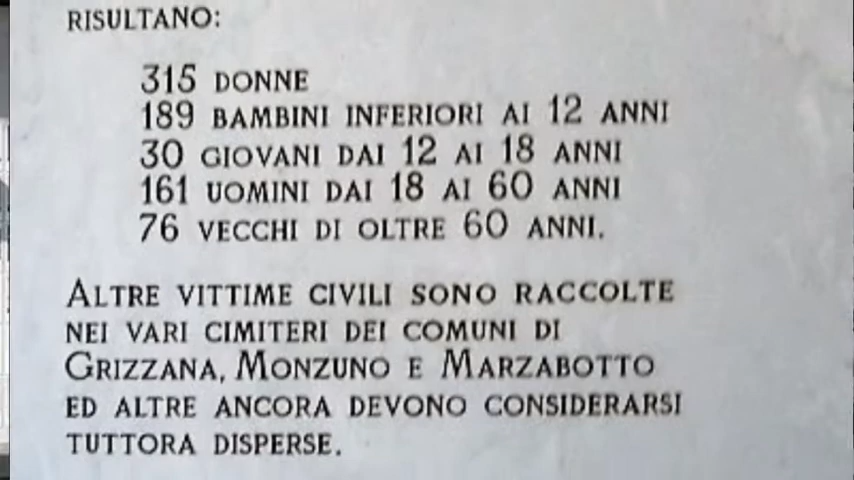 RISULTANO:
315 DONNE
189 BAMBINI INFERIORI AI 12 ANNI
30 GIOVANI DAI 12 AI 18 ANNI
161 UOMINI DAI 18 AI 60 ANNI
76 VECCHI DI OLTRE 60 ANNI.
ALTRE VITTIME CIVILI SONO RACCOLTE
NEI VARI CIMITERI DEI COMUNI DI
GRIZZANA, MONZUNO E MARZABOTTO
ED ALTRE ANCORA DEVONO CONSIDERARSI
TUTTORA DISPERSE.